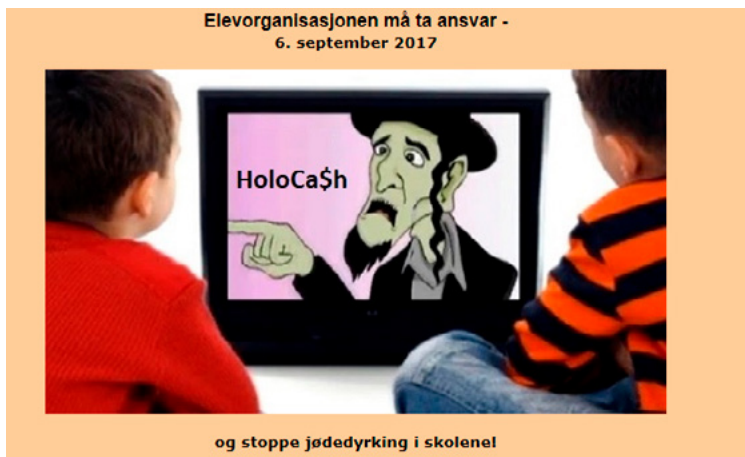 Elevorganisasjonen må ta ansvar -
6. september 2017
HoloCa$h
og stoppe jødedyrking i skolene!